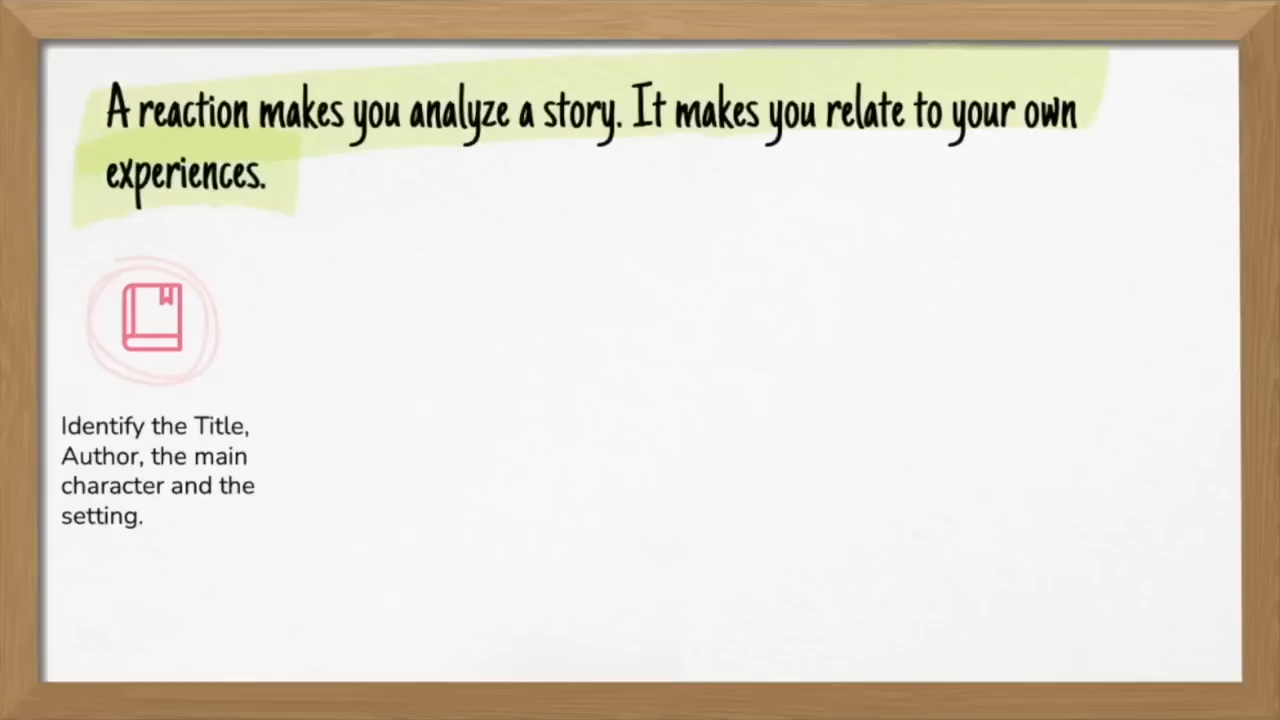 A reaction makes you analyze a story. It makes you relate to your own
experiences.
Identify the Title,
Author, the main
character and the
setting.